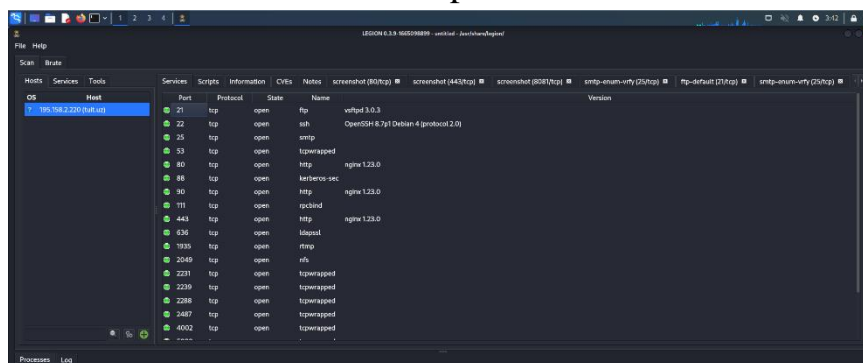 1 2 3 4
3:42
LEGION 0.3.9-1665098899 - untitled - /usr/share/legion/
File Help
Scan Brute
Hosts Services Tools
Services Scripts Information CVEs Notes screenshot (80/tcp) screenshot (443/tcp) screenshot (8081/tcp) smtp-enum-vrfy (25/tcp) ftp-default (21/tcp) smtp-enum-vrfy (25/tcp)
OS Host
? 195.158.2.220 (tuit.uz)
Port Protocol State Name Version
21 tcp open ftp vsftpd 3.0.3
22 tcp open ssh OpenSSH 8.7p1 Debian 4 (protocol 2.0)
25 tcp open smtp
53 tcp open tcpwrapped
80 tcp open http nginx 1.23.0
88 tcp open kerberos-sec
90 tcp open http nginx 1.23.0
111 tcp open rpcbind
443 tcp open http nginx 1.23.0
636 tcp open ldapssl
1935 tcp open rtmp
2049 tcp open nfs
2231 tcp open tcpwrapped
2239 tcp open tcpwrapped
2288 tcp open tcpwrapped
2487 tcp open tcpwrapped
4002 tcp open tcpwrapped
Processes Log